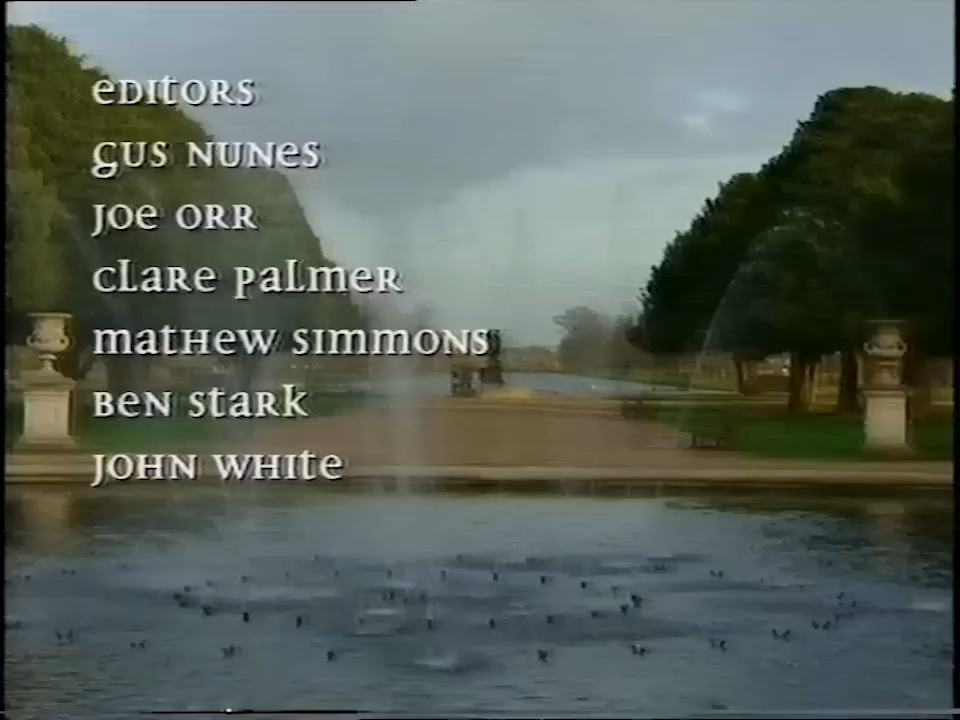 eDItORS
gUS NUNeS
JOe ORR
cLaRe paLmeR
matHew SImmONS
BeN StaRk
JOHN wHIte